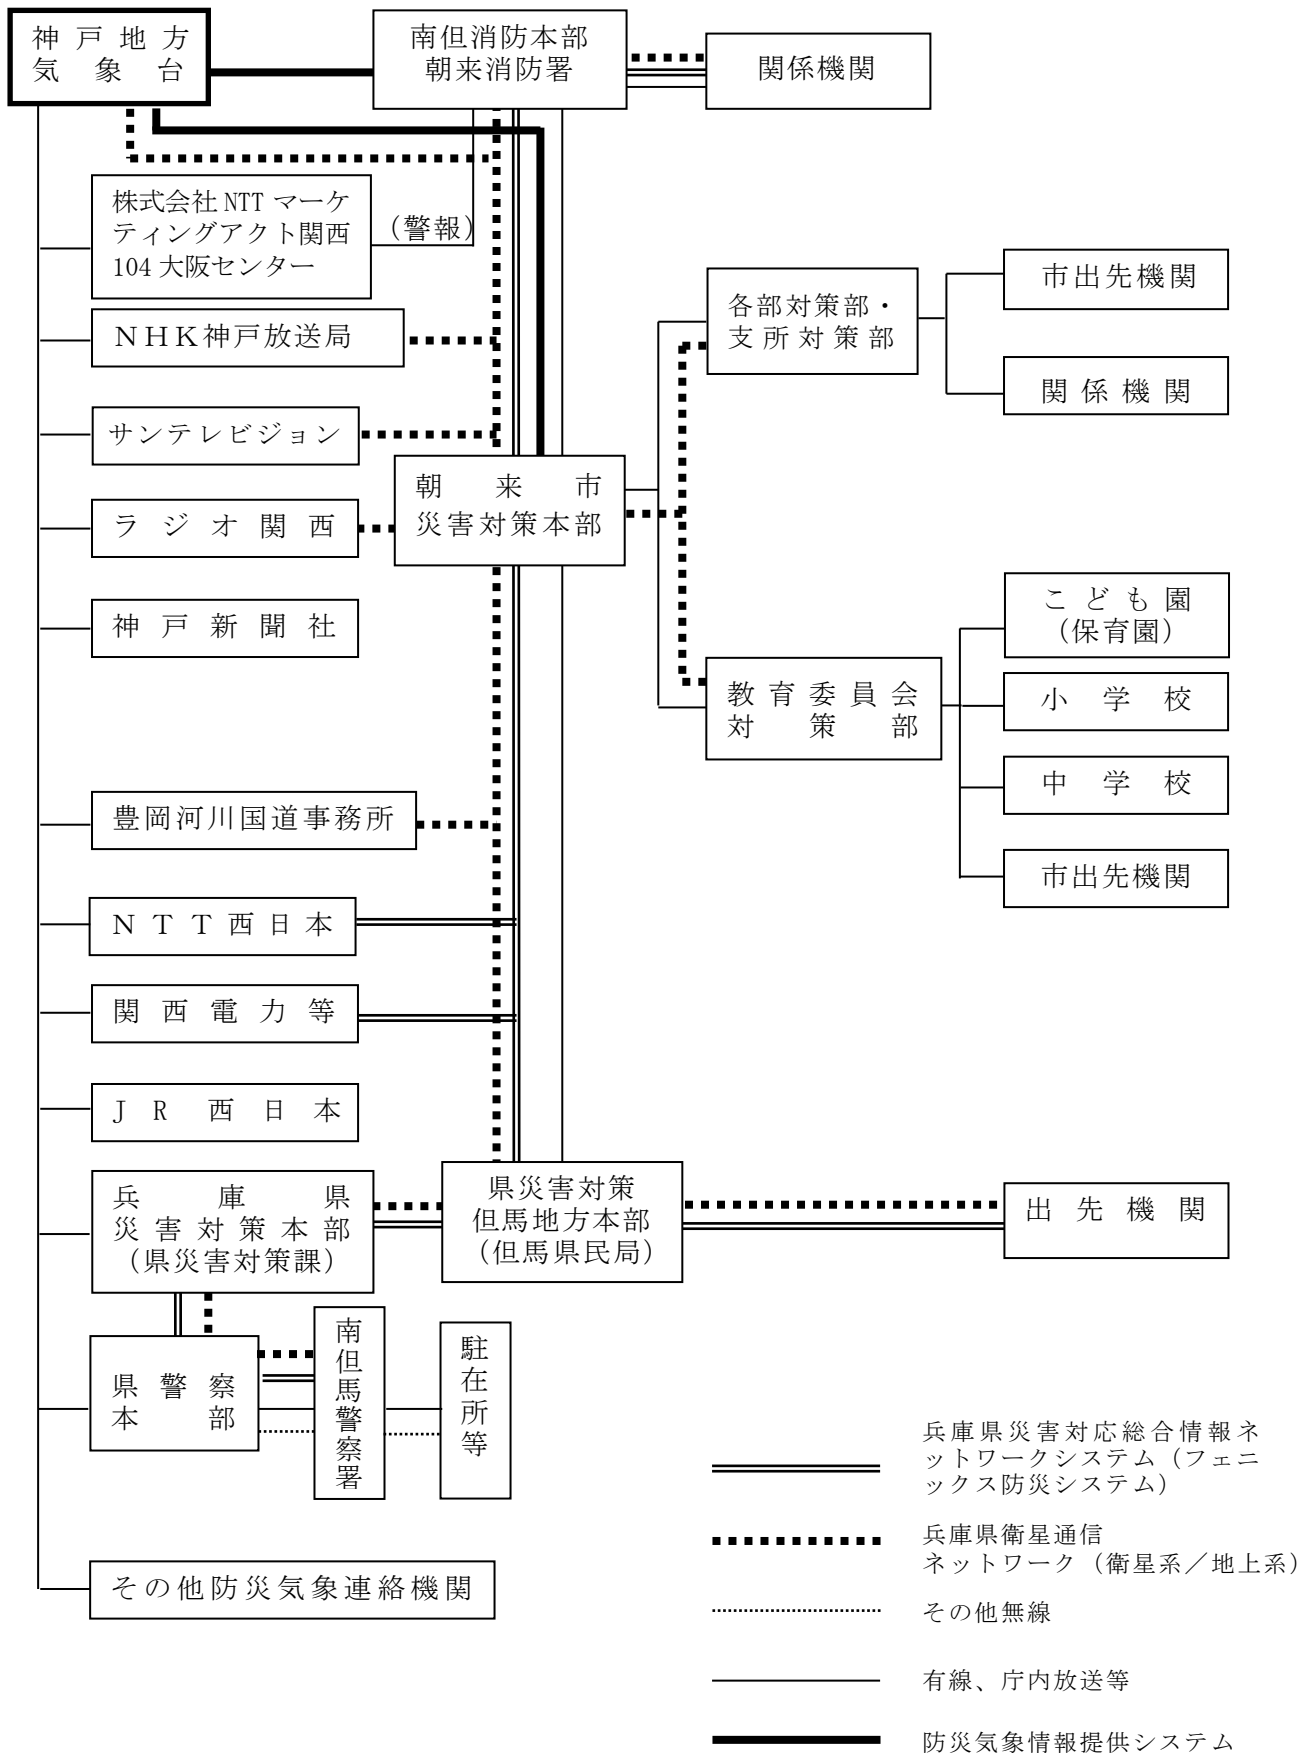 神戸地方
気象台
南但消防本部
朝来消防署
関係機関
株式会社 NTT マーケ
ティングアクト関西
104 大阪センター
（警報）
ＮＨＫ神戸放送局
サンテレビジョン
ラジオ関西
神戸新聞社
朝来市
災害対策本部
各部対策部・
支所対策部
市出先機関
関係機関
教育委員会
対策部
こども園
（保育園）
小学校
中学校
市出先機関
豊岡河川国道事務所
ＮＴＴ西日本
関西電力等
ＪＲ西日本
兵庫県
災害対策本部
（県災害対策課）
県災害対策
但馬地方本部
（但馬県民局）
出先機関
県警察
本部
南但馬警察署
駐在所等
その他防災気象連絡機関
兵庫県災害対応総合情報ネ
ットワークシステム（フェニ
ックス防災システム）
兵庫県衛星通信
ネットワーク（衛星系／地上系）
その他無線
有線、庁内放送等
防災気象情報提供システム